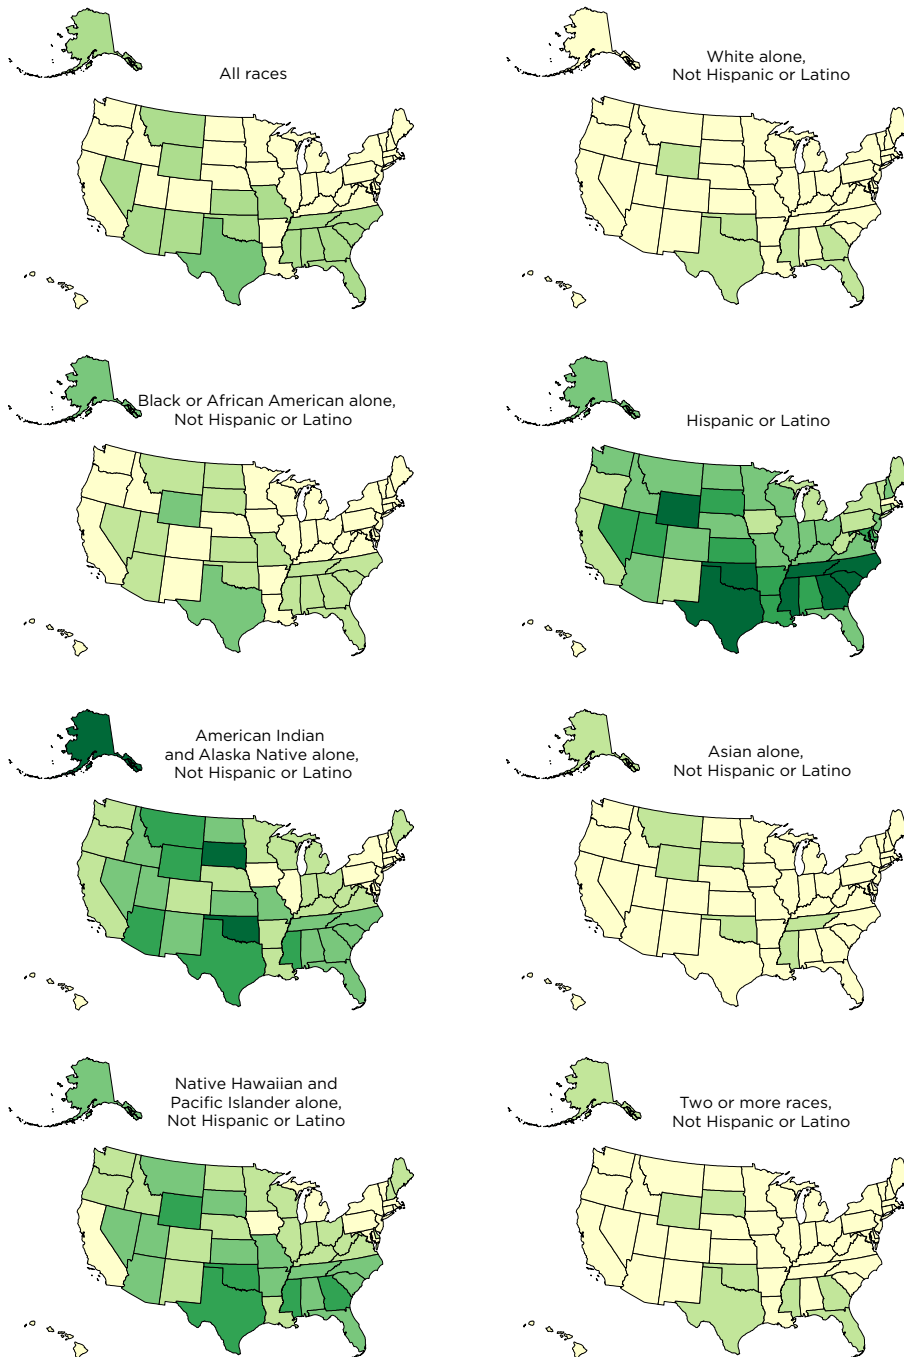 All races
White alone,
Not Hispanic or Latino
Black or African American alone,
Not Hispanic or Latino
Hispanic or Latino
American Indian
and Alaska Native alone,
Not Hispanic or Latino
Asian alone,
Not Hispanic or Latino
Native Hawaiian and
Pacific Islander alone,
Not Hispanic or Latino
Two or more races,
Not Hispanic or Latino